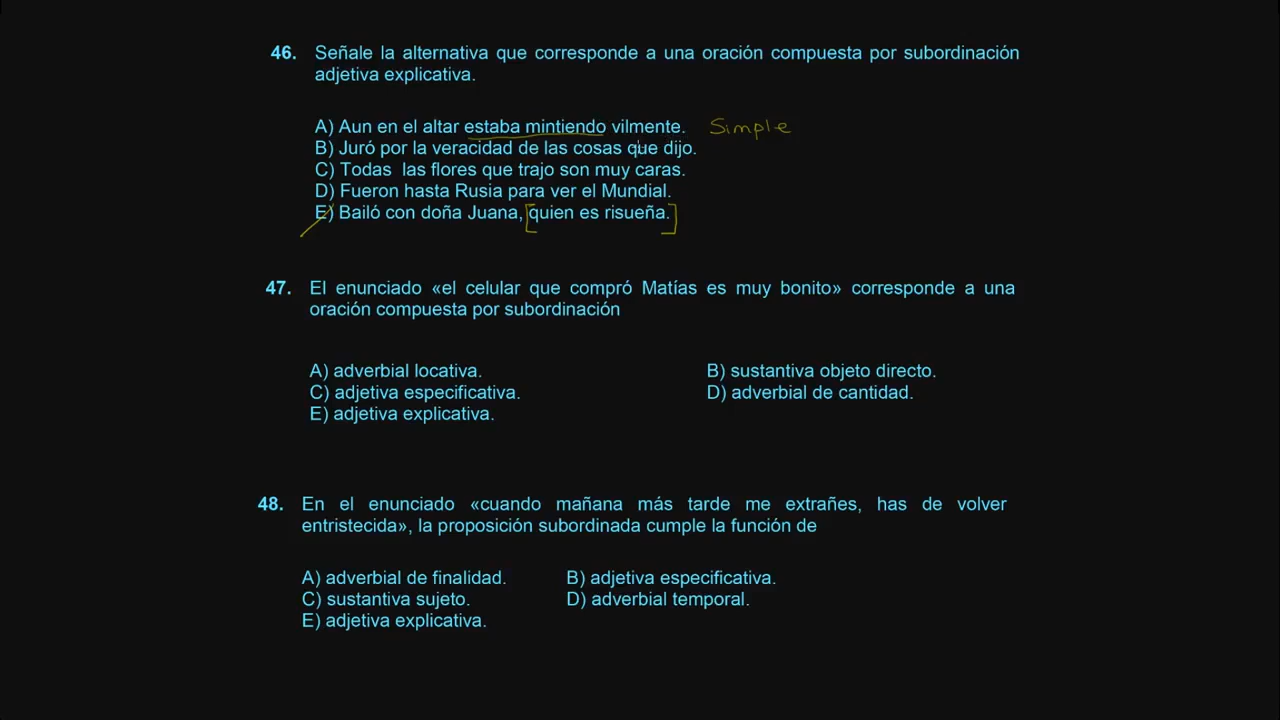 46. Señale la alternativa que corresponde a una oración compuesta por subordinación
adjetiva explicativa.
A) Aun en el altar estaba mintiendo vilmente. Simple
B) Juró por la veracidad de las cosas que dijo.
C) Todas las flores que trajo son muy caras.
D) Fueron hasta Rusia para ver el Mundial.
E) Bailó con doña Juana, [quien es risueña.]
47. El enunciado «el celular que compró Matías es muy bonito» corresponde a una
oración compuesta por subordinación
A) adverbial locativa. B) sustantiva objeto directo.
C) adjetiva especificativa. D) adverbial de cantidad.
E) adjetiva explicativa.
48. En el enunciado «cuando mañana más tarde me extrañes, has de volver
entristecida», la proposición subordinada cumple la función de
A) adverbial de finalidad. B) adjetiva especificativa.
C) sustantiva sujeto. D) adverbial temporal.
E) adjetiva explicativa.